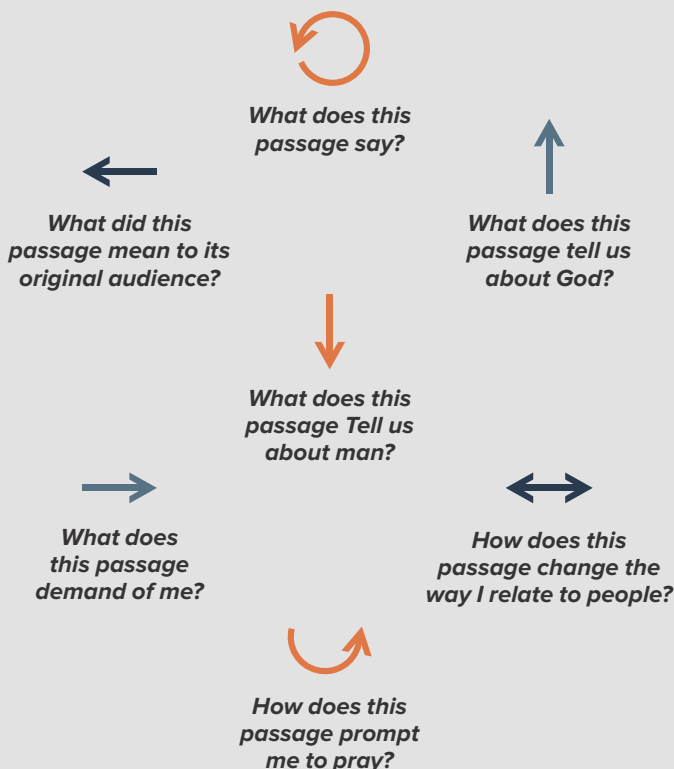 What does this
passage say?
What did this
passage mean to its
original audience?
What does this
passage tell us
about God?
What does this
passage Tell us
about man?
What does
this passage
demand of me?
How does this
passage change the
way I relate to people?
How does this
passage prompt
me to pray?